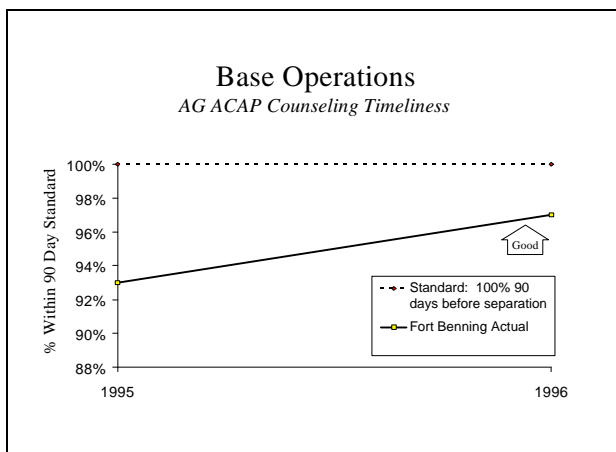 Base Operations
AG ACAP Counseling Timeliness
% Within 90 Day Standard
100%
98%
96%
94%
92%
90%
88%
Good
Standard:  100% 90
days before separation
Fort Benning Actual
1995
1996